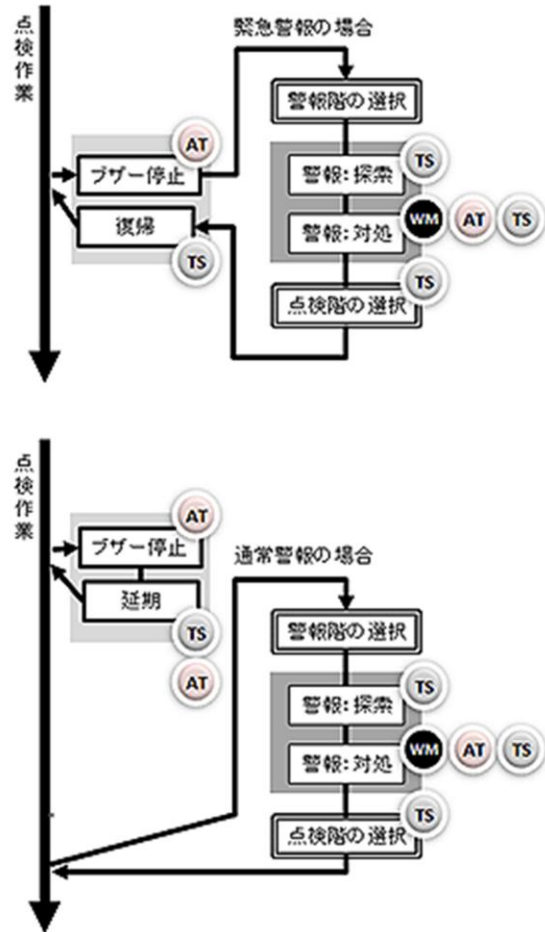 点検作業
緊急警報の場合
警報階の選択
AT
ブザー停止
TS
警報:探索
復帰
WM AT TS
警報:対処
TS
TS
点検階の選択
点検作業
AT
ブザー停止
通常警報の場合
延期
TS
警報階の選択
AT
TS
警報:探索
WM AT TS
警報:対処
TS
点検階の選択